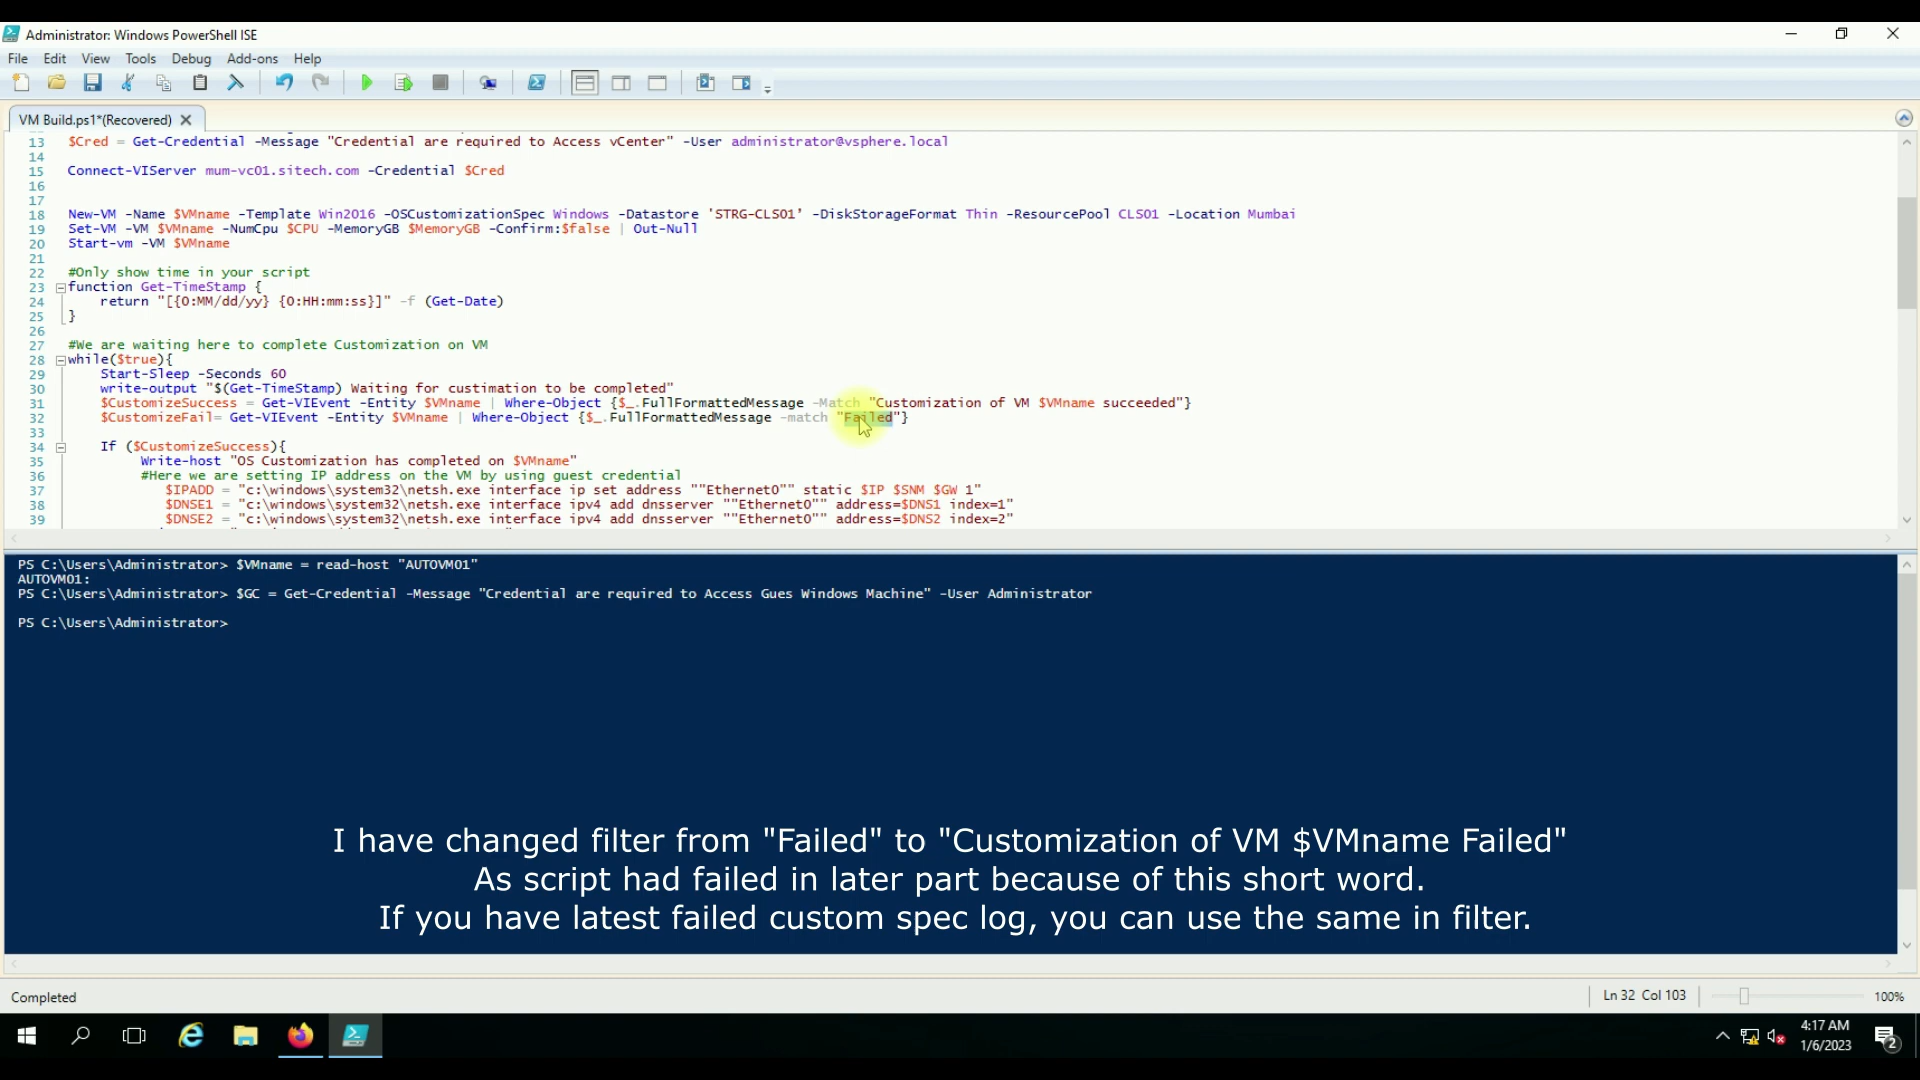 Administrator: Windows PowerShell ISE
File Edit View Tools Debug Add-ons Help
VM Build.ps1*(Recovered)
13 $Cred = Get-Credential -Message "Credential are required to Access vCenter" -User administrator@vsphere.local
14
15 Connect-VIServer mum-vc01.sitech.com -Credential $Cred
16
17
18 New-VM -Name $VMname -Template Win2016 -OSCustomizationSpec Windows -Datastore 'STRG-CLS01' -DiskStorageFormat Thin -ResourcePool CLS01 -Location Mumbai
19 Set-VM -VM $VMname -NumCpu $CPU -MemoryGB $MemoryGB -Confirm:$false | Out-Null
20 Start-vm -VM $VMname
21
22 #Only show time in your script
23 function Get-TimeStamp {
24 return "[{0:MM/dd/yy} {0:HH:mm:ss}]" -f (Get-Date)
25 }
26
27 #We are waiting here to complete Customization on VM
28 while($true){
29 Start-Sleep -Seconds 60
30 write-output "$(Get-TimeStamp) Waiting for custimation to be completed"
31 $CustomizeSuccess = Get-VIEvent -Entity $VMname | Where-Object {$_.FullFormattedMessage -Match "Customization of VM $VMname succeeded"}
32 $CustomizeFail= Get-VIEvent -Entity $VMname | Where-Object {$_.FullFormattedMessage -match "Failed"}
33
34 If ($CustomizeSuccess){
35 Write-host "OS Customization has completed on $VMname"
36 #Here we are setting IP address on the VM by using guest credential
37 $IPADD = "c:\windows\system32\netsh.exe interface ip set address ""Ethernet0"" static $IP $SNM $GW 1"
38 $DNSE1 = "c:\windows\system32\netsh.exe interface ipv4 add dnsserver ""Ethernet0"" address=$DNS1 index=1"
39 $DNSE2 = "c:\windows\system32\netsh.exe interface ipv4 add dnsserver ""Ethernet0"" address=$DNS2 index=2"
PS C:\Users\Administrator> $VMname = read-host "AUTOVM01"
AUTOVM01:
PS C:\Users\Administrator> $GC = Get-Credential -Message "Credential are required to Access Gues Windows Machine" -User Administrator
PS C:\Users\Administrator>
I have changed filter from "Failed" to "Customization of VM $VMname Failed"
As script had failed in later part because of this short word.
If you have latest failed custom spec log, you can use the same in filter.
Completed
Ln 32 Col 103
100%
4:17 AM
1/6/2023
2